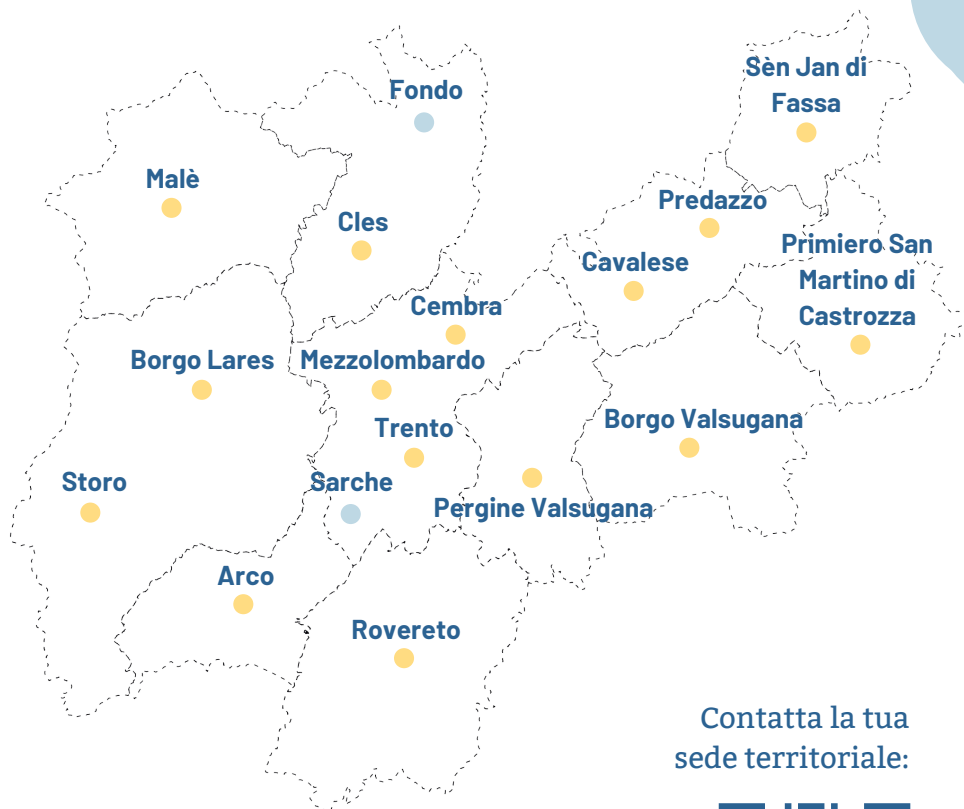 Fondo
Sèn Jan di
Fassa
Malè
Predazzo
Cles
Primiero San
Martino di
Castrozza
Cavalese
Cembra
Borgo Lares
Mezzolombardo
Trento
Borgo Valsugana
Storo
Sarche
Pergine Valsugana
Arco
Rovereto
Contatta la tua
sede territoriale: